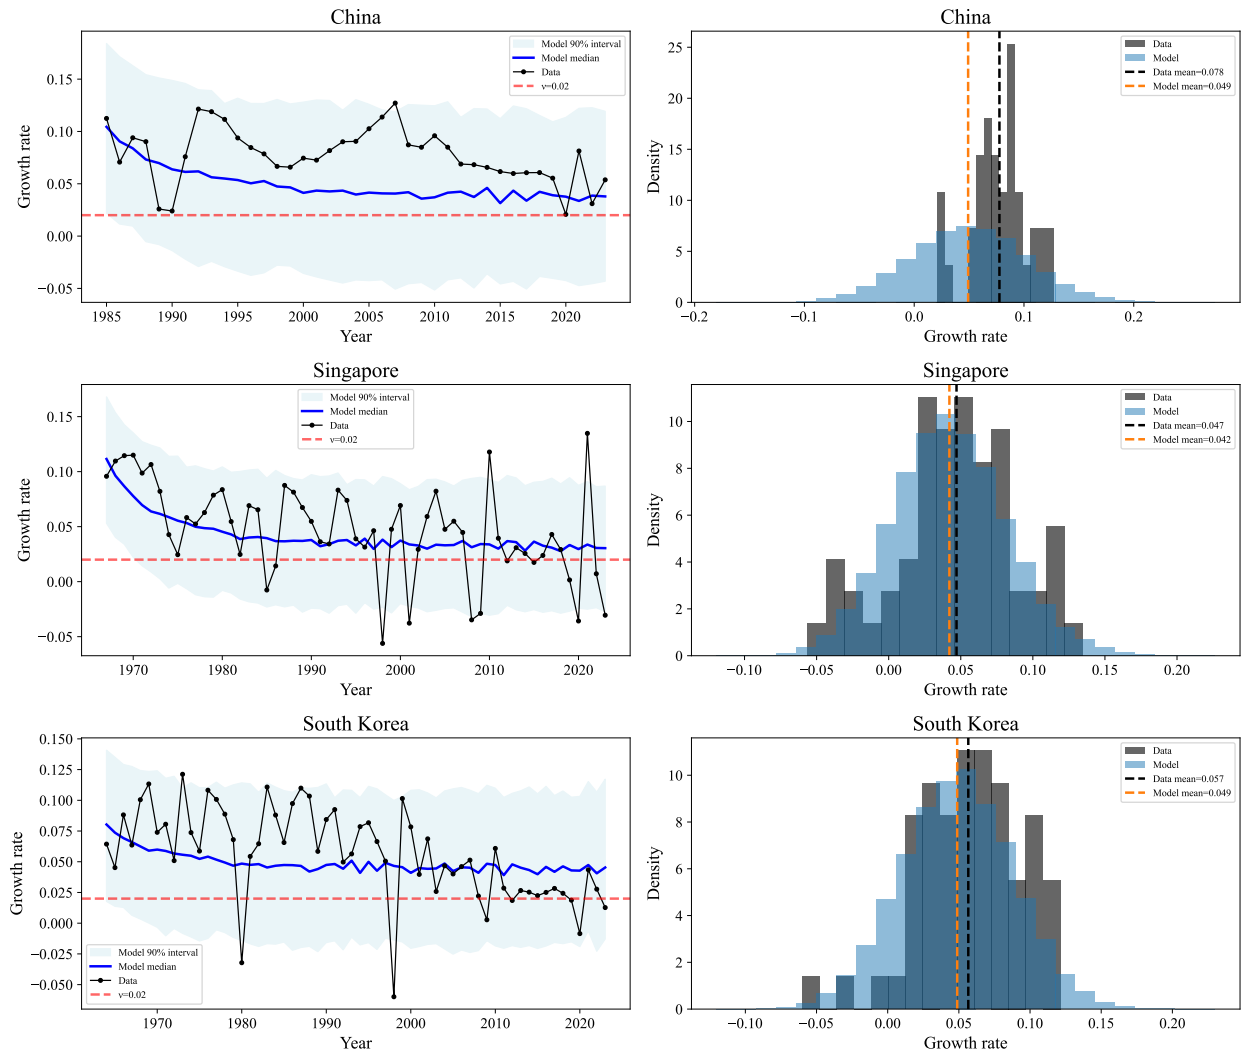 China
Growth rate
0.15
0.10
0.05
0.00
−0.05
Model 90% interval
Model median
Data
ν=0.02
1985
1990
1995
2000
2005
2010
2015
2020
Year
China
Density
25
20
15
10
5
0
Data
Model
Data mean=0.078
Model mean=0.049
−0.2
−0.1
0.0
0.1
0.2
Growth rate
Singapore
Growth rate
0.15
0.10
0.05
0.00
−0.05
Model 90% interval
Model median
Data
ν=0.02
1970
1980
1990
2000
2010
2020
Year
Singapore
Density
10
8
6
4
2
0
Data
Model
Data mean=0.047
Model mean=0.042
−0.10
−0.05
0.00
0.05
0.10
0.15
0.20
Growth rate
South Korea
Growth rate
0.150
0.125
0.100
0.075
0.050
0.025
0.000
−0.025
−0.050
Model 90% interval
Model median
Data
ν=0.02
1970
1980
1990
2000
2010
2020
Year
South Korea
Density
10
8
6
4
2
0
Data
Model
Data mean=0.057
Model mean=0.049
−0.10
−0.05
0.00
0.05
0.10
0.15
0.20
Growth rate